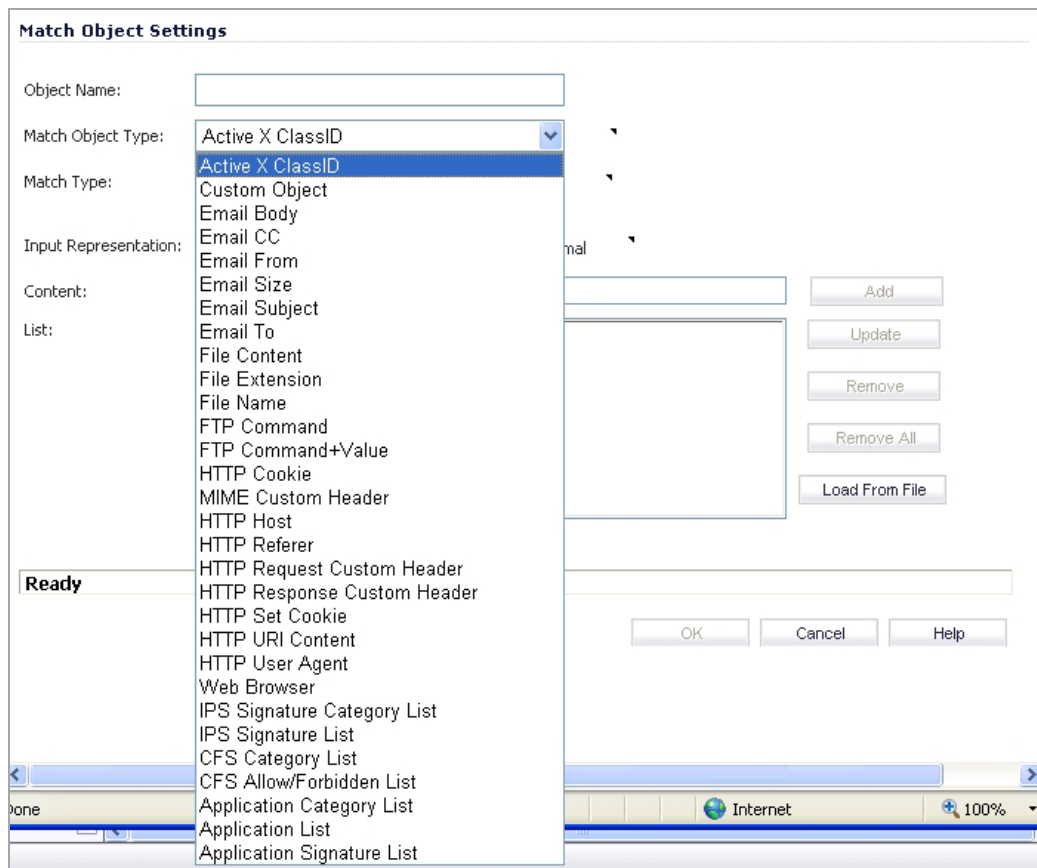 Match Object Settings
Object Name:
Match Object Type:
Active X ClassID
Active X ClassID
Custom Object
Email Body
Email CC
Email From
Email Size
Email Subject
Email To
File Content
File Extension
File Name
FTP Command
FTP Command+Value
HTTP Cookie
MIME Custom Header
HTTP Host
HTTP Referer
HTTP Request Custom Header
HTTP Response Custom Header
HTTP Set Cookie
HTTP URI Content
HTTP User Agent
Web Browser
IPS Signature Category List
IPS Signature List
CFS Category List
CFS Allow/Forbidden List
Application Category List
Application List
Application Signature List
Match Type:
Input Representation:
mal
Content:
Add
List:
Update
Remove
Remove All
Load From File
Ready
OK
Cancel
Help
Done
Internet
100%